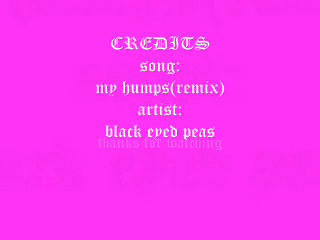 CREDITS
song:
my humps(remix)
artist:
black eyed peas
thanks for watching